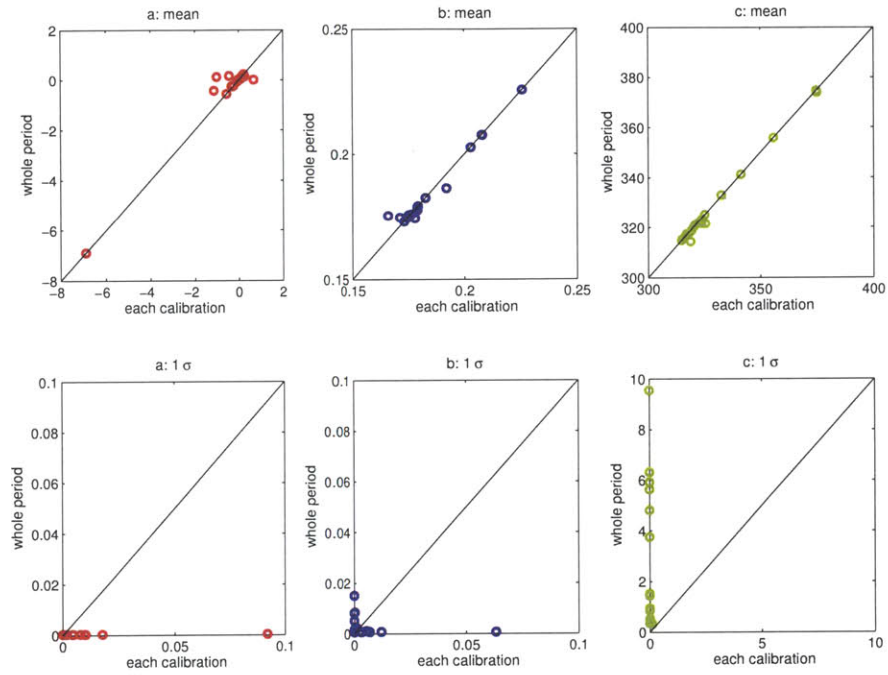 a: mean
b: mean
c: mean
2
0
−2
−4
−6
−8
whole period
−8 −6 −4 −2 0 2
each calibration
0.25
0.2
0.15
whole period
0.15 0.2 0.25
each calibration
400
380
360
340
320
300
whole period
300 350 400
each calibration
a: 1 σ
b: 1 σ
c: 1 σ
0.1
0.08
0.06
0.04
0.02
0
whole period
0 0.05 0.1
each calibration
0.1
0.08
0.06
0.04
0.02
0
whole period
0 0.05 0.1
each calibration
10
8
6
4
2
0
whole period
0 5 10
each calibration